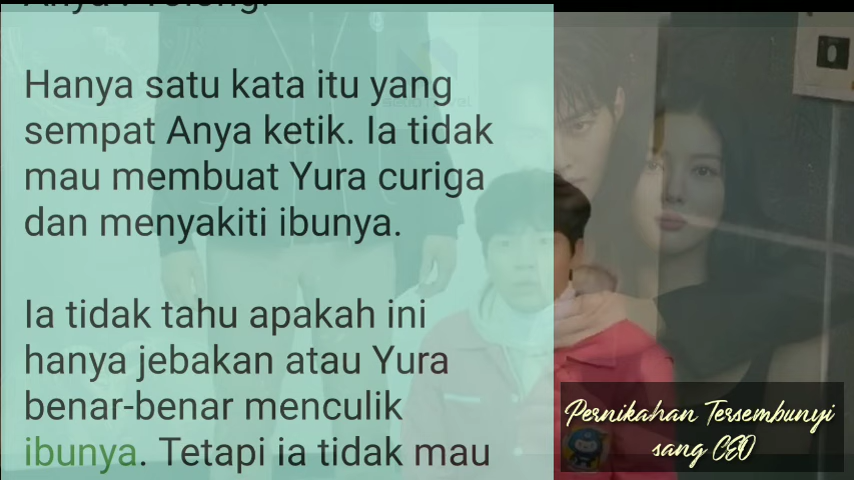 Hanya satu kata itu yang
sempat Anya ketik. Ia tidak
mau membuat Yura curiga
dan menyakiti ibunya.
Ia tidak tahu apakah ini
hanya jebakan atau Yura
benar-benar menculik
ibunya. Tetapi ia tidak mau
Pernikahan Tersembunyi
sang CEO